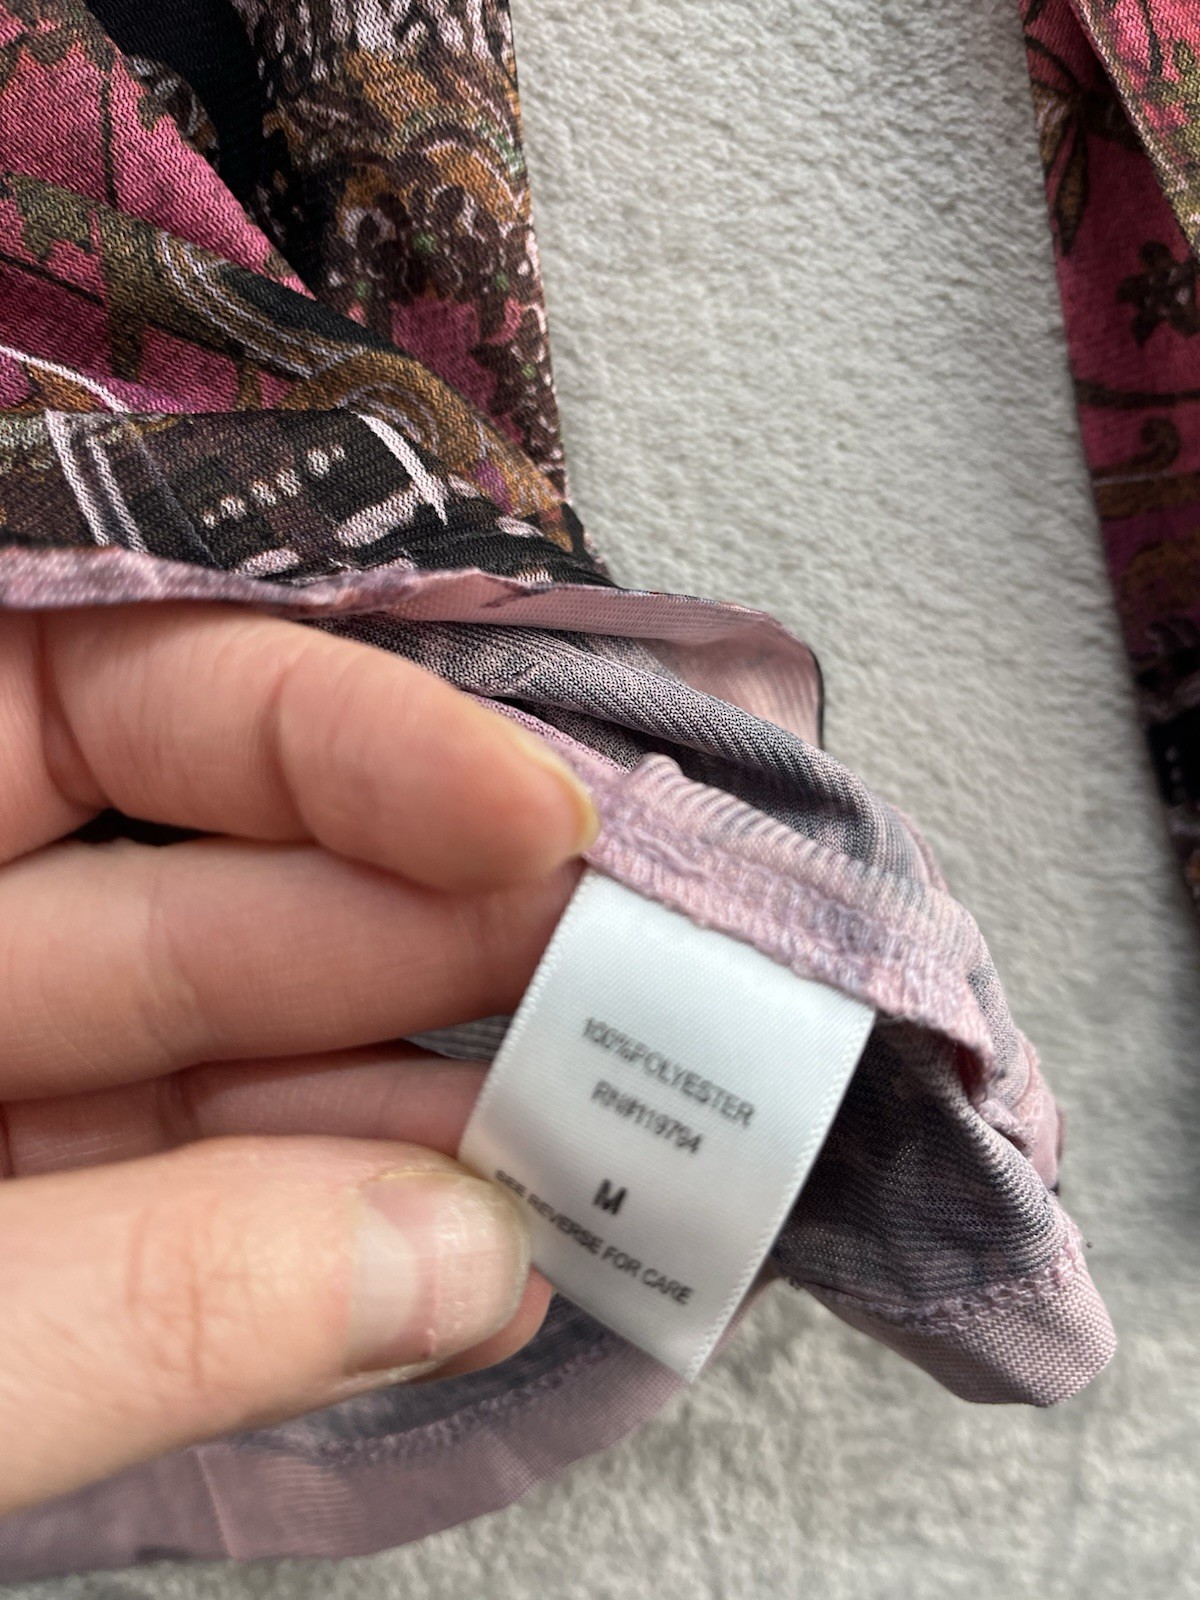 100%POLYESTER
RN#119794
M
SEE REVERSE FOR CARE